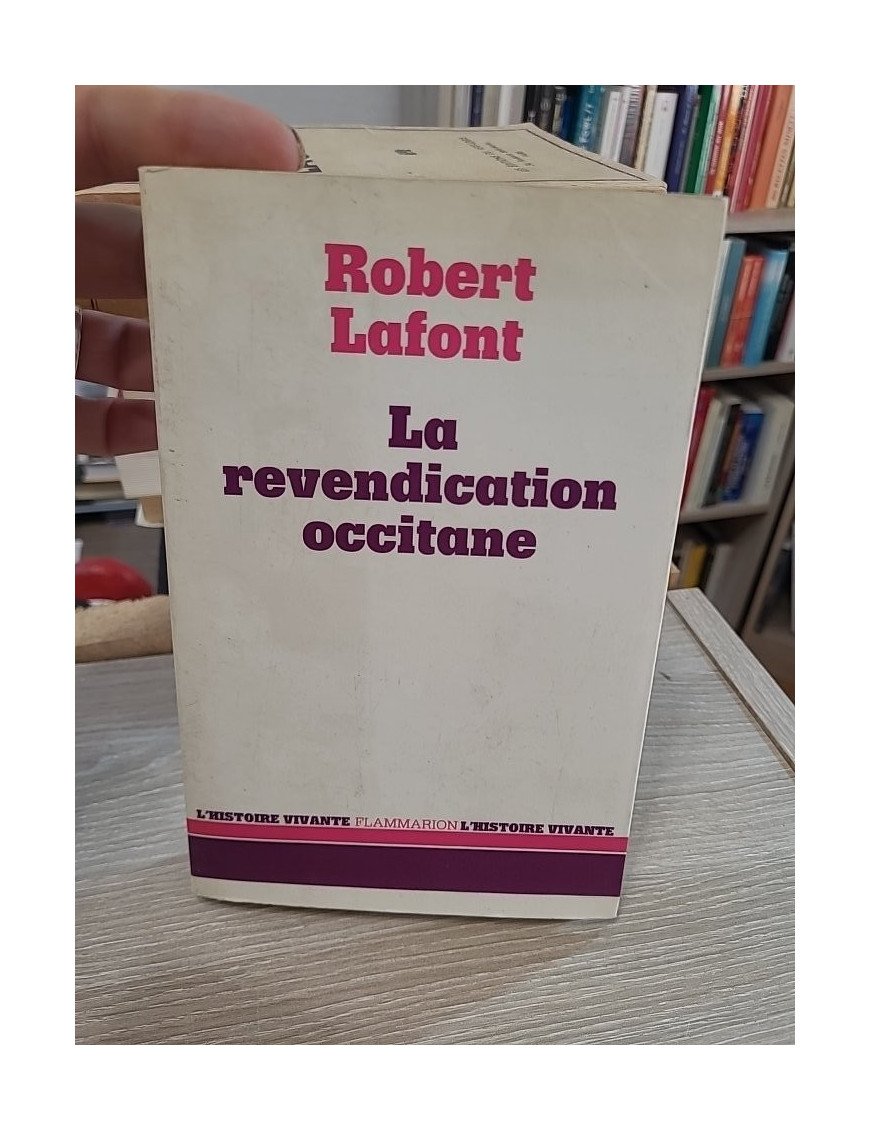 Robert
Lafont
La
revendication
occitane
L'HISTOIRE VIVANTE FLAMMARION L'HISTOIRE VIVANTE